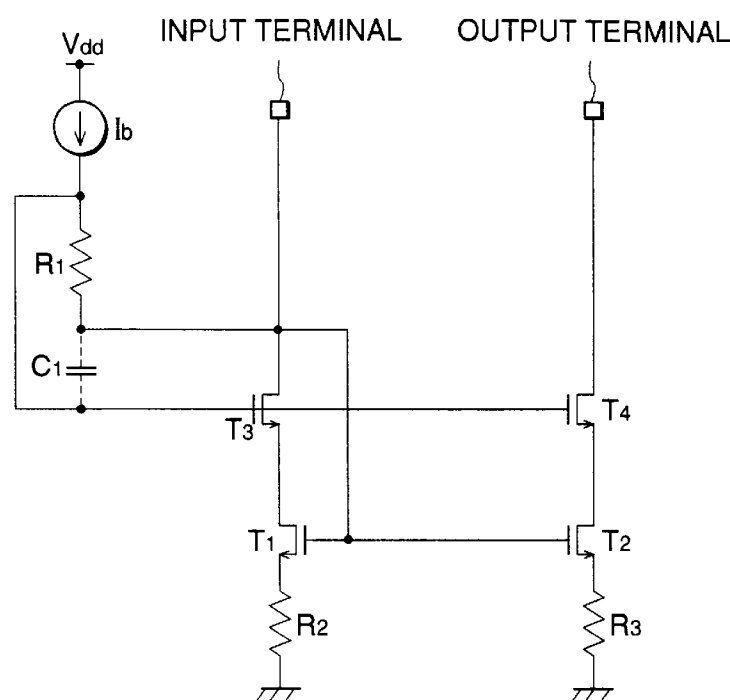 INPUT TERMINAL
OUTPUT TERMINAL
Vdd
Ib
R1
C1
T3
T4
T1
T2
R2
R3